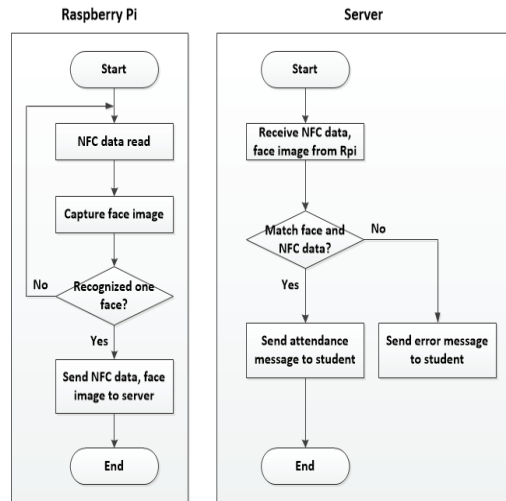 Raspberry Pi
Start
NFC data read
Capture face image
Recognized one
face?
No
Yes
Send NFC data, face
image to server
End
Server
Start
Receive NFC data,
face image from Rpi
Match face and
NFC data?
No
Yes
Send attendance
message to student
Send error message
to student
End